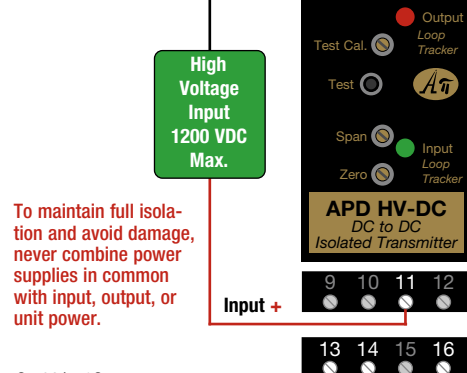 Output
Loop
Tracker
Test Cal.
Test
Aπ
High
Voltage
Input
1200 VDC
Max.
Span
Input
Loop
Tracker
Zero
To maintain full isola-
tion and avoid damage,
never combine power
supplies in common
with input, output, or
unit power.
APD HV-DC
DC to DC
Isolated Transmitter
9 10 11 12
Input +
13 14 15 16